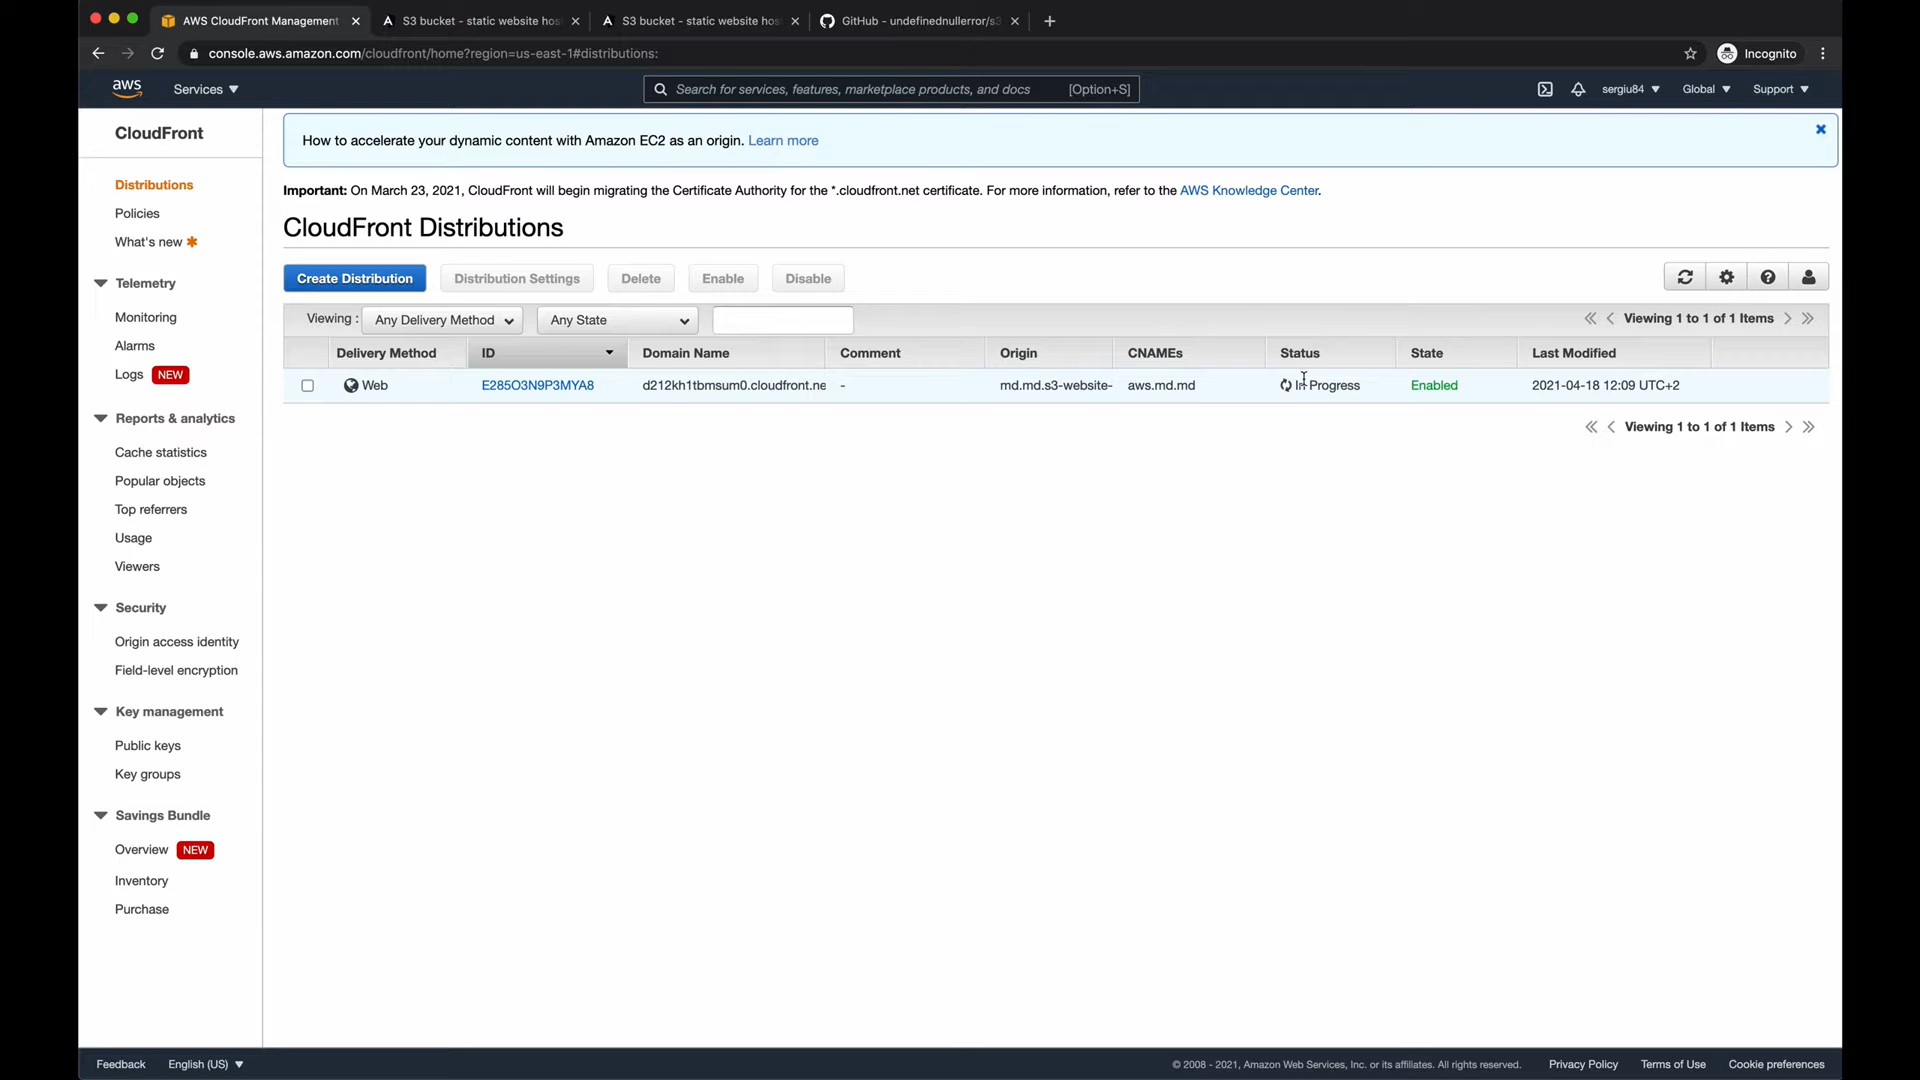 AWS CloudFront Management
S3 bucket - static website hos
S3 bucket - static website hos
GitHub - undefinednullerror/s3
console.aws.amazon.com/cloudfront/home?region=us-east-1#distributions:
Incognito
aws
Services
Search for services, features, marketplace products, and docs [Option+S]
sergiu84
Global
Support
CloudFront
Distributions
Policies
What's new
Telemetry
Monitoring
Alarms
Logs NEW
Reports & analytics
Cache statistics
Popular objects
Top referrers
Usage
Viewers
Security
Origin access identity
Field-level encryption
Key management
Public keys
Key groups
Savings Bundle
Overview NEW
Inventory
Purchase
How to accelerate your dynamic content with Amazon EC2 as an origin. Learn more
Important: On March 23, 2021, CloudFront will begin migrating the Certificate Authority for the *.cloudfront.net certificate. For more information, refer to the AWS Knowledge Center.
CloudFront Distributions
Create Distribution Distribution Settings Delete Enable Disable
Viewing : Any Delivery Method Any State Viewing 1 to 1 of 1 Items
Delivery Method ID Domain Name Comment Origin CNAMEs Status State Last Modified
Web E285O3N9P3MYA8 d212kh1tbmsum0.cloudfront.ne - md.md.s3-website- aws.md.md In Progress Enabled 2021-04-18 12:09 UTC+2
Viewing 1 to 1 of 1 Items
Feedback English (US) © 2008 - 2021, Amazon Web Services, Inc. or its affiliates. All rights reserved. Privacy Policy Terms of Use Cookie preferences